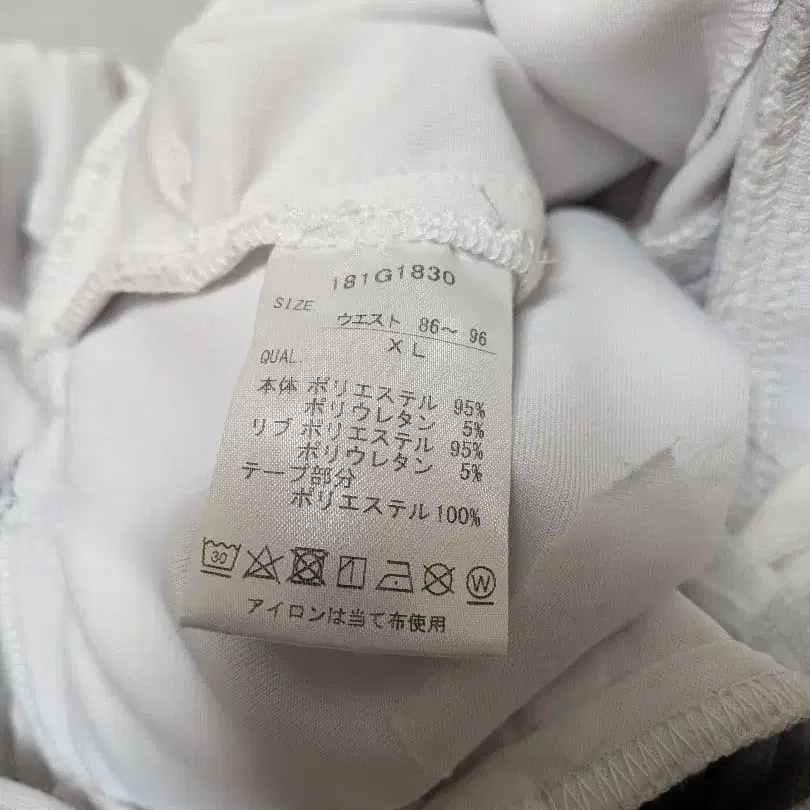 181G1830
SIZE. ウエスト 86〜 96
XL
QUAL.
本体 ポリエステル 95%
ポリウレタン 5%
リブ ポリエステル 95%
ポリウレタン 5%
テープ部分
ポリエステル 100%
30 W
アイロンは当て布使用